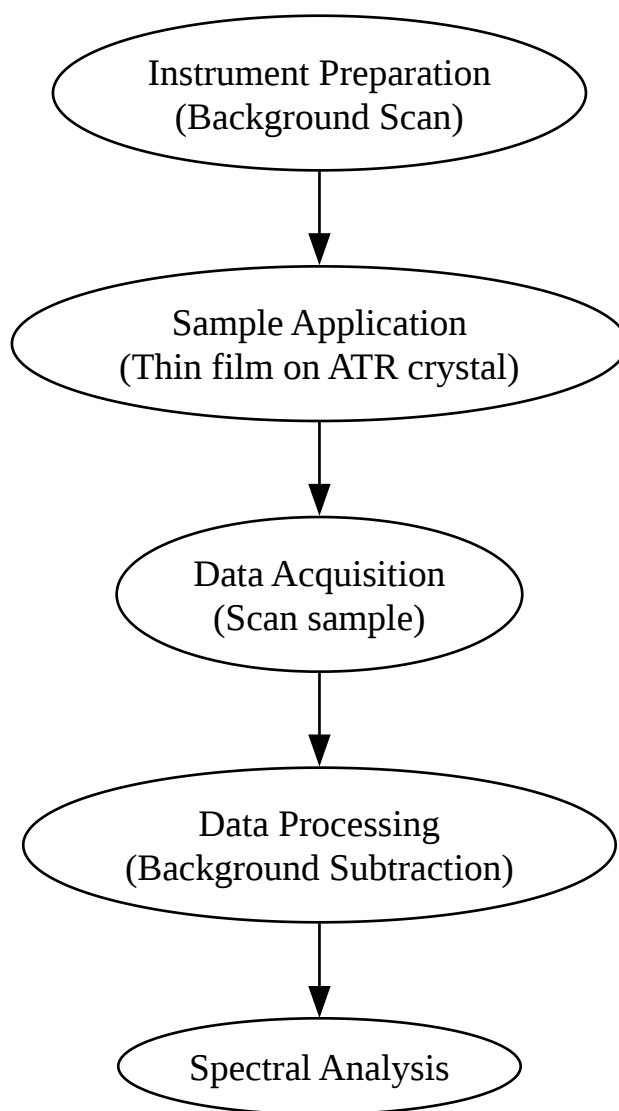 Instrument Preparation
(Background Scan)
Sample Application
(Thin film on ATR crystal)
Data Acquisition
(Scan sample)
Data Processing
(Background Subtraction)
Spectral Analysis